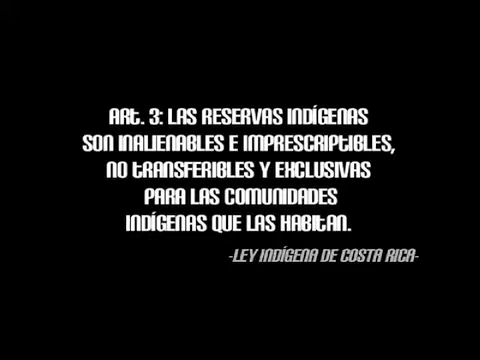 ART. 3: LAS RESERVAS INDÍGENAS
SON INALIENABLES E IMPRESCRIPTIBLES,
NO TRANSFERIBLES Y EXCLUSIVAS
PARA LAS COMUNIDADES
INDÍGENAS QUE LAS HABITAN.
-LEY INDÍGENA DE COSTA RICA-